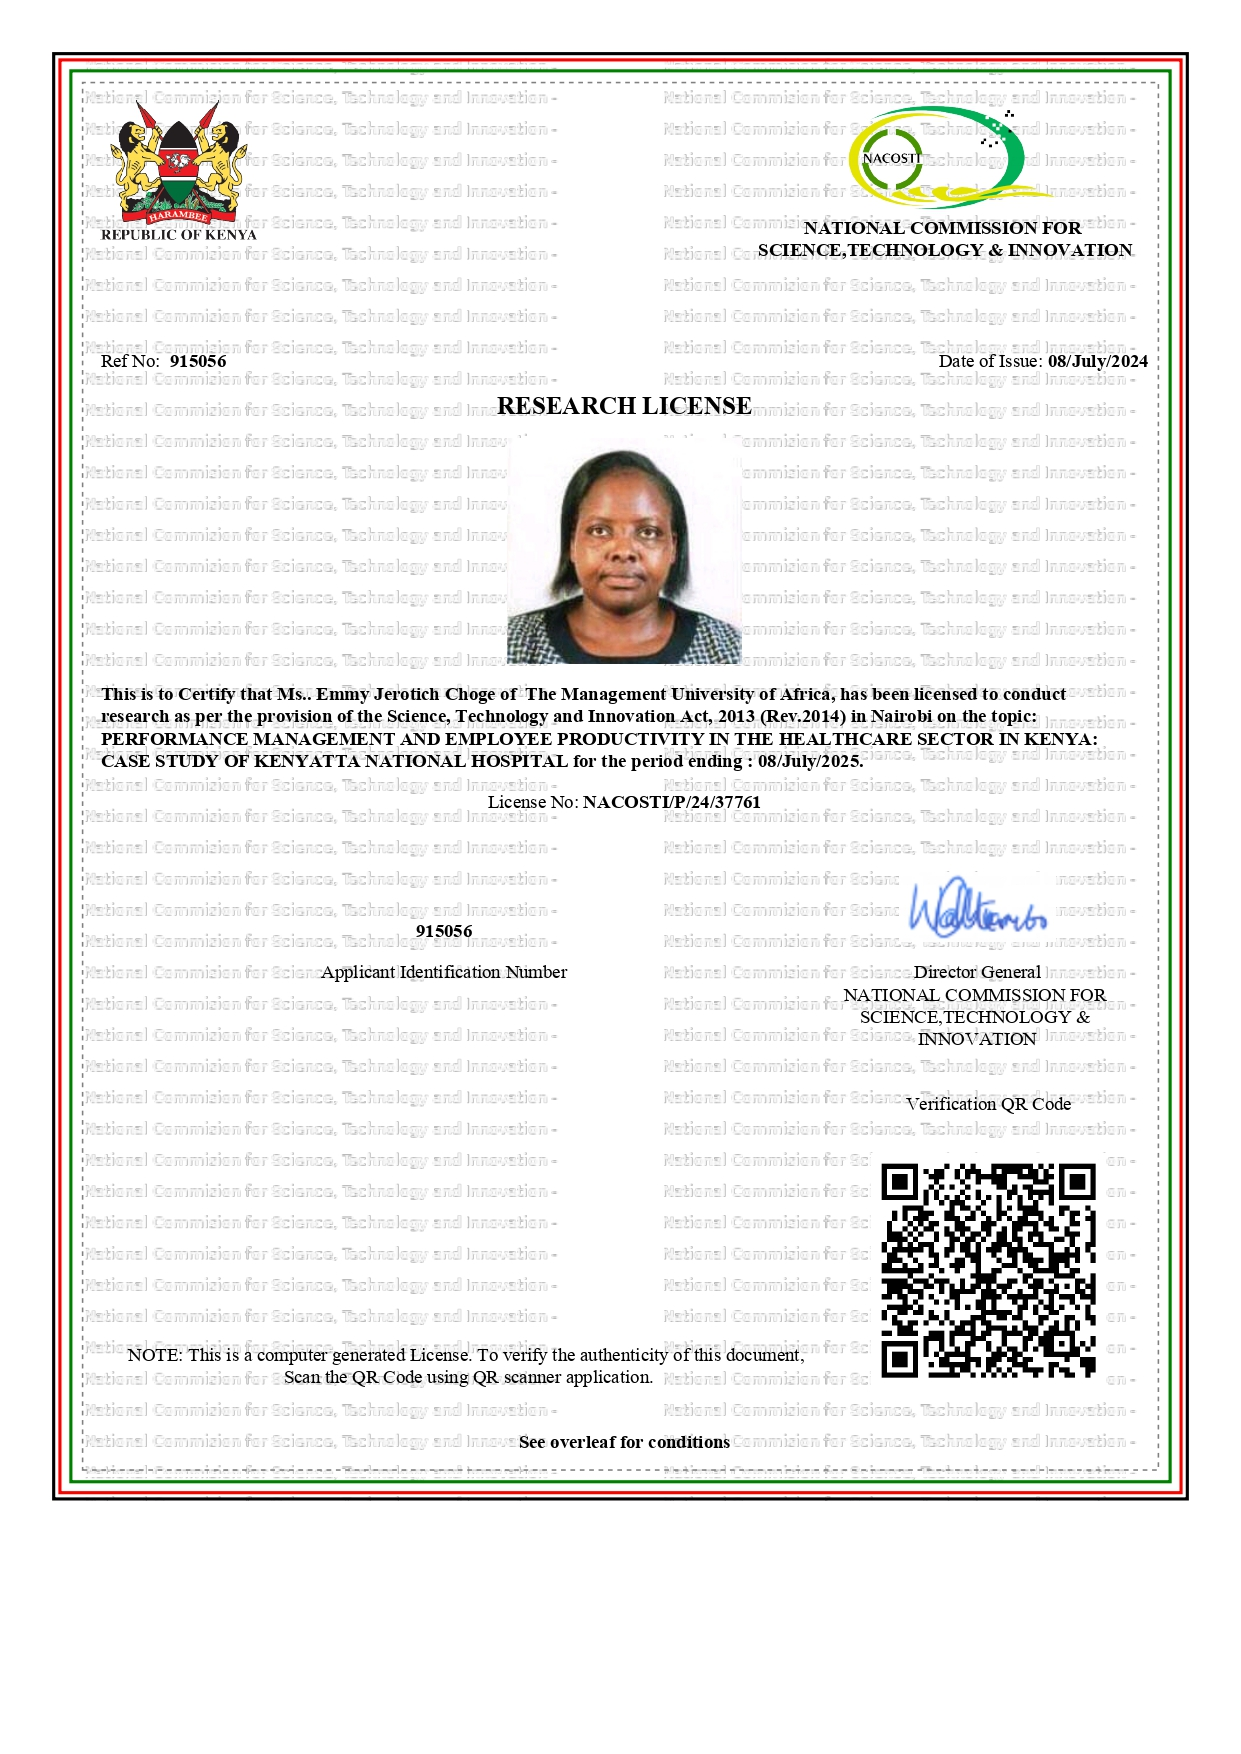 HARAMBEE
REPUBLIC OF KENYA
NACOSTI
NATIONAL COMMISSION FOR
SCIENCE,TECHNOLOGY & INNOVATION
Ref No: 915056
Date of Issue: 08/July/2024
RESEARCH LICENSE
This is to Certify that Ms.. Emmy Jerotich Choge of The Management University of Africa, has been licensed to conduct
research as per the provision of the Science, Technology and Innovation Act, 2013 (Rev.2014) in Nairobi on the topic:
PERFORMANCE MANAGEMENT AND EMPLOYEE PRODUCTIVITY IN THE HEALTHCARE SECTOR IN KENYA:
CASE STUDY OF KENYATTA NATIONAL HOSPITAL for the period ending : 08/July/2025.
License No: NACOSTI/P/24/37761
915056
Applicant Identification Number
Director General
NATIONAL COMMISSION FOR
SCIENCE,TECHNOLOGY &
INNOVATION
Verification QR Code
NOTE: This is a computer generated License. To verify the authenticity of this document,
Scan the QR Code using QR scanner application.
See overleaf for conditions